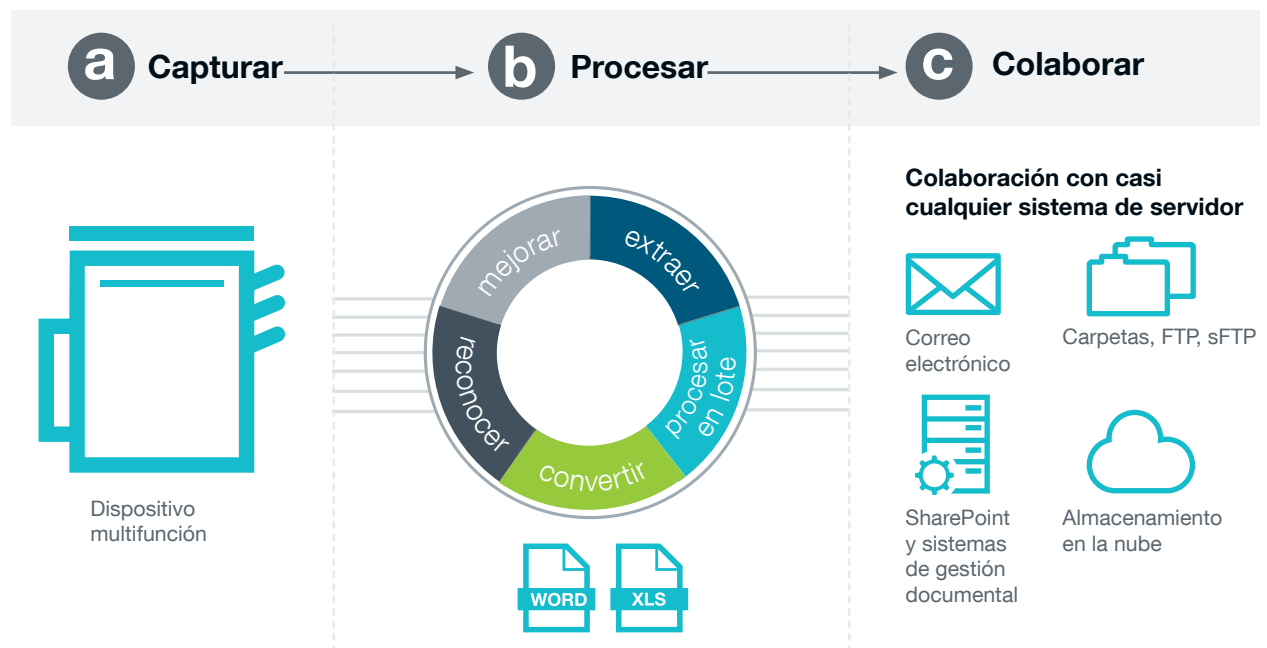 a Capturar
b Procesar
c Colaborar
Dispositivo
multifunción
mejorar
extraer
reconocer
procesar
en lote
convertir
WORD
XLS
Colaboración con casi
cualquier sistema de servidor
Correo
electrónico
Carpetas, FTP, sFTP
SharePoint
y sistemas
de gestión
documental
Almacenamiento
en la nube